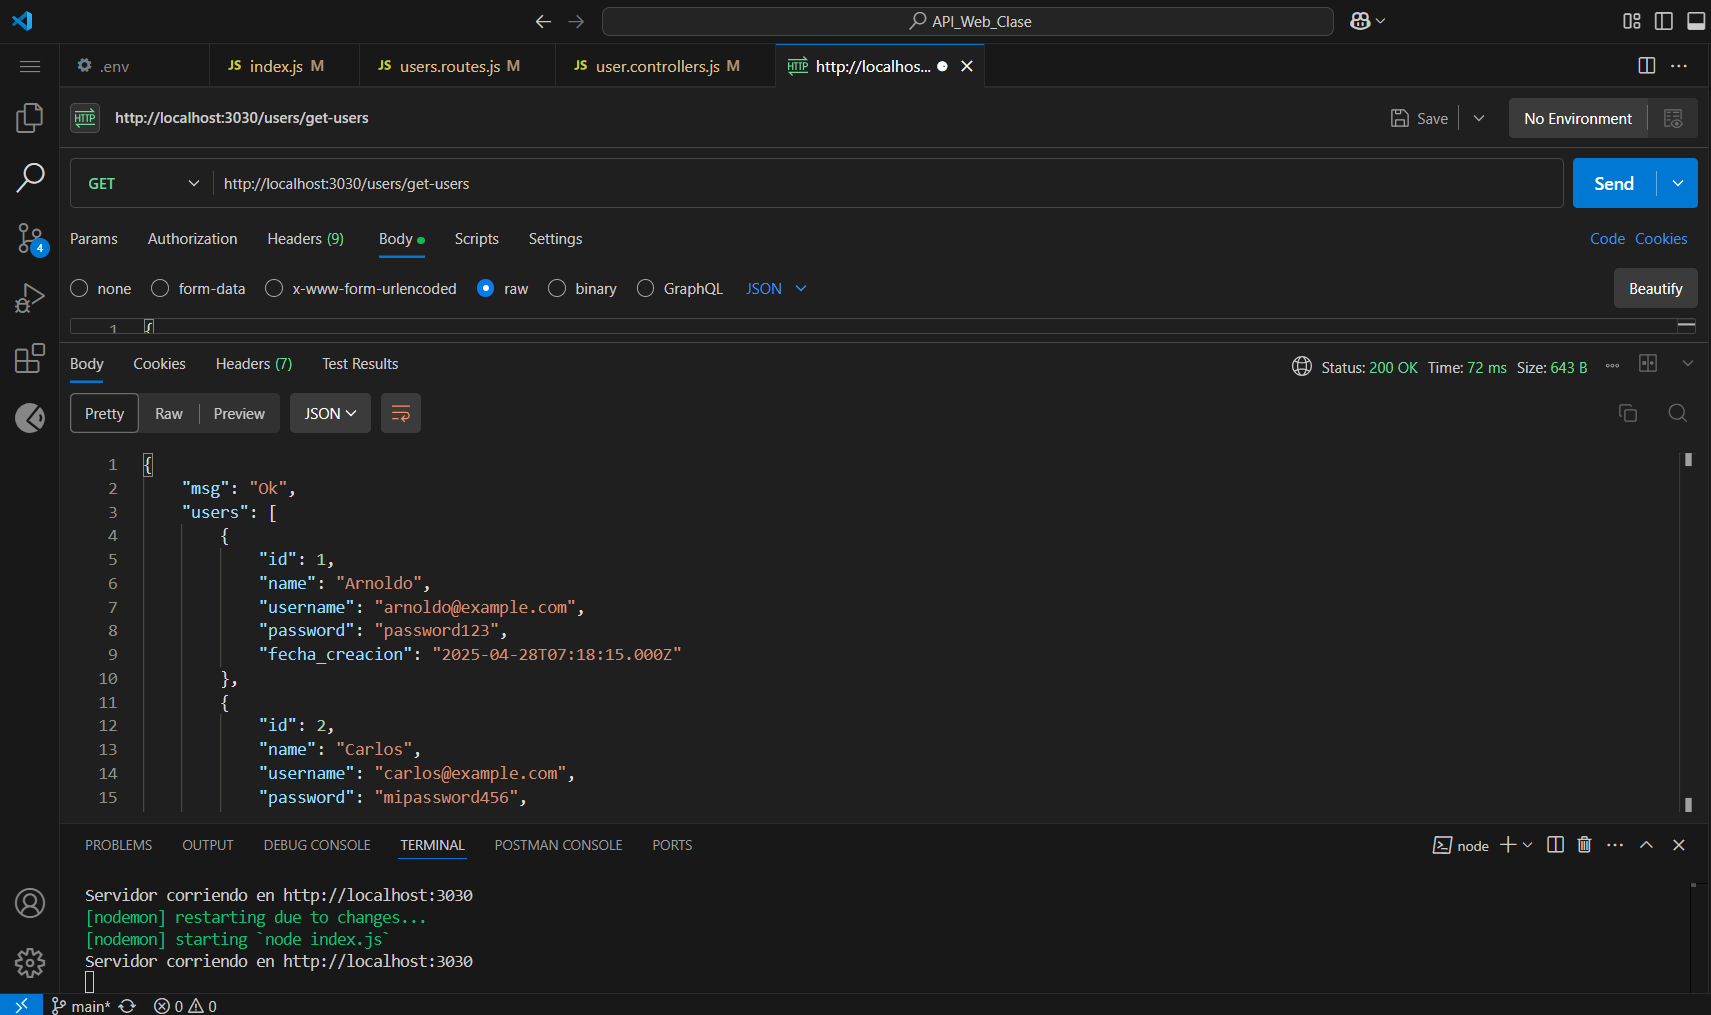 API_Web_Clase
.env
JS index.js M
JS users.routes.js M
JS user.controllers.js M
HTTP http://localhos...
HTTP http://localhost:3030/users/get-users
Save
No Environment
GET http://localhost:3030/users/get-users
Send
Params Authorization Headers (9) Body Scripts Settings
Code Cookies
none form-data x-www-form-urlencoded raw binary GraphQL JSON
Beautify
1 {
Body Cookies Headers (7) Test Results
Status: 200 OK Time: 72 ms Size: 643 B
Pretty Raw Preview JSON
1 {
2 "msg": "Ok",
3 "users": [
4 {
5 "id": 1,
6 "name": "Arnoldo",
7 "username": "arnoldo@example.com",
8 "password": "password123",
9 "fecha_creacion": "2025-04-28T07:18:15.000Z"
10 },
11 {
12 "id": 2,
13 "name": "Carlos",
14 "username": "carlos@example.com",
15 "password": "mipassword456",
PROBLEMS OUTPUT DEBUG CONSOLE TERMINAL POSTMAN CONSOLE PORTS
node
Servidor corriendo en http://localhost:3030
[nodemon] restarting due to changes...
[nodemon] starting `node index.js`
Servidor corriendo en http://localhost:3030
4
main* 0 0